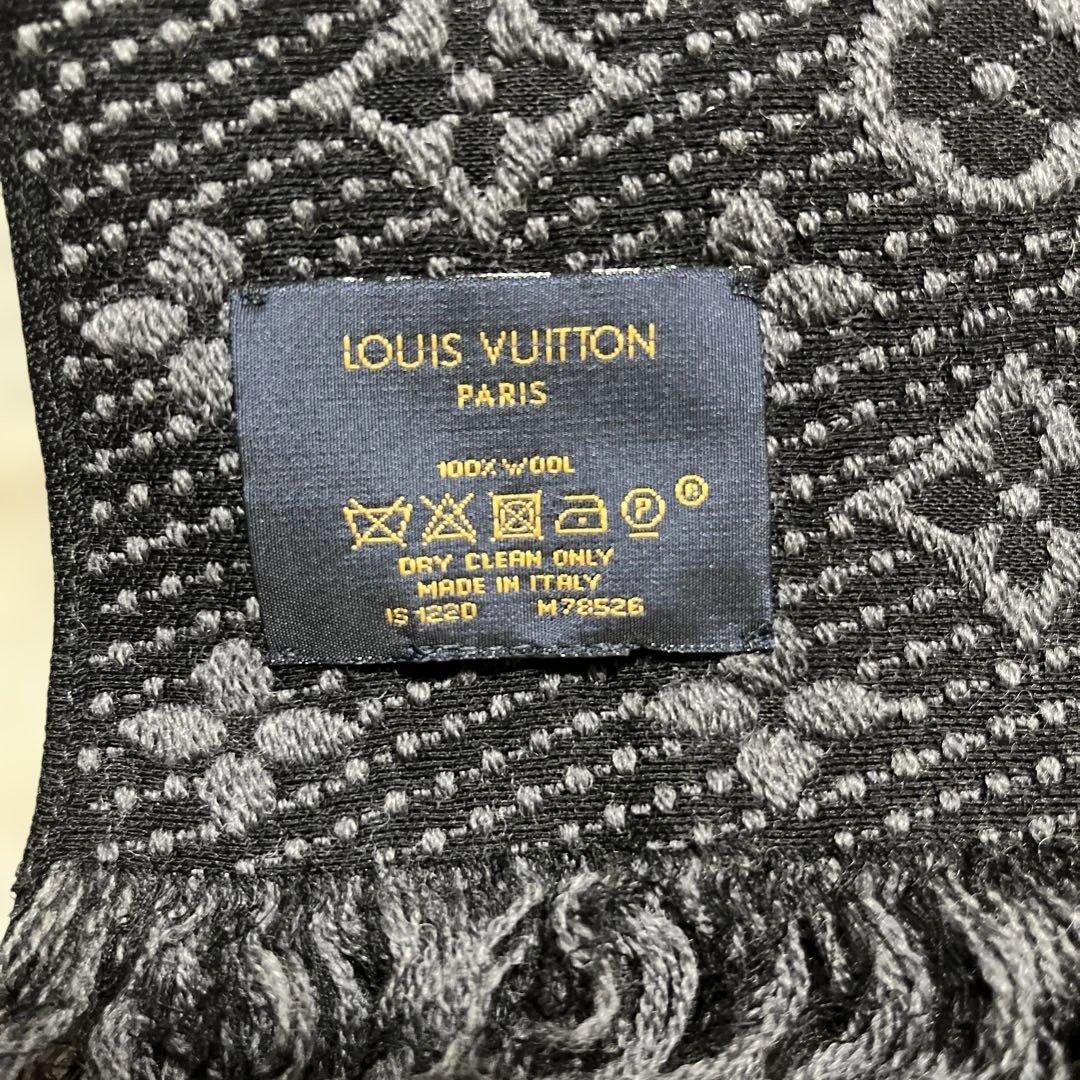 LOUIS VUITTON
PARIS
100% WOOL
P ®
DRY CLEAN ONLY
MADE IN ITALY
IS 1220 M78526